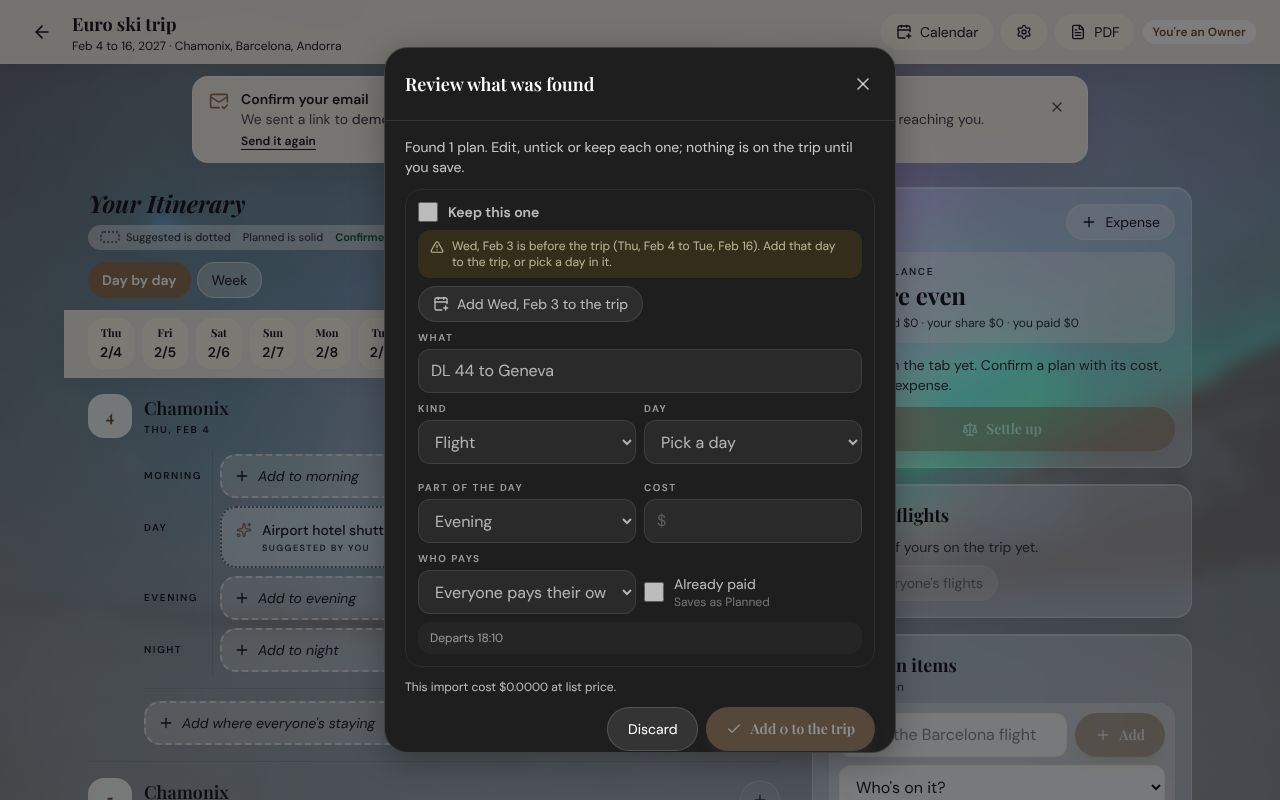 Euro ski trip
Feb 4 to 16, 2027 · Chamonix, Barcelona, Andorra
Calendar
PDF
You're an Owner
Confirm your email
We sent a link to
reaching you.
Send it again
Review what was found
Found 1 plan. Edit, untick or keep each one; nothing is on the trip until
you save.
Keep this one
Wed, Feb 3 is before the trip (Thu, Feb 4 to Tue, Feb 16). Add that day
to the trip, or pick a day in it.
Add Wed, Feb 3 to the trip
WHAT
DL 44 to Geneva
KIND
DAY
Flight
Pick a day
PART OF THE DAY
COST
Evening
$
WHO PAYS
Everyone pays their ow
Already paid
Saves as Planned
Departs 18:10
This import cost $0.0000 at list price.
Discard
Add 0 to the trip
Your Itinerary
Suggested is dotted Planned is solid
Day by day
Week
Thu Fri Sat Sun Mon
2/4 2/5 2/6 2/7 2/8
4
Chamonix
THU, FEB 4
MORNING
Add to morning
DAY
Airport hotel
SUGGESTED BY YOU
EVENING
Add to evening
NIGHT
Add to night
Add where everyone's staying
Chamonix
Expense
even
$0 · your share $0 · you paid $0
the tab yet. Confirm a plan with its cost,
expense.
Settle up
flights
of yours on the trip yet.
flights
items
the Barcelona flight
Add
Who's on it?